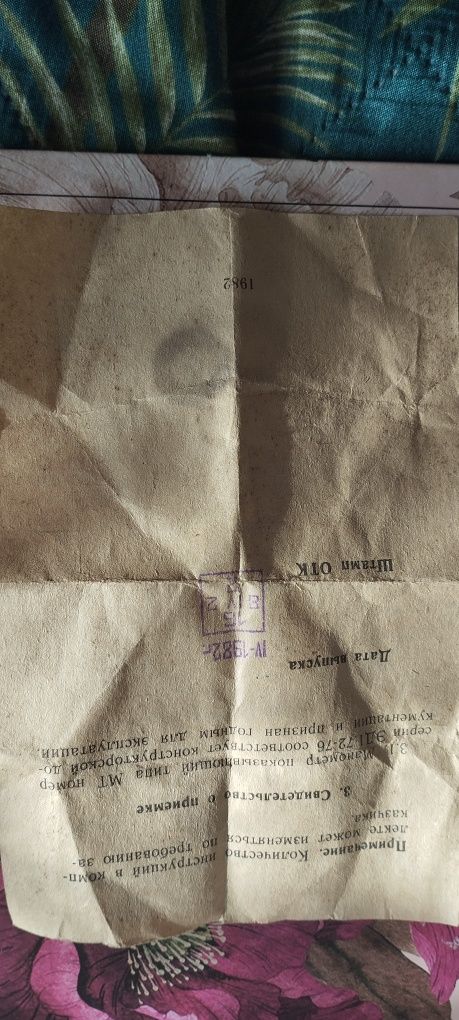 Примечание. Количество инструкций в комп-
лекте может изменяться по требованию за-
казчика.
3. Свидетельство о приемке
3.1. Манометр показывающий типа МТ номер
серии ЭДТ 72-76 соответствует конструкторской до-
кументации и признан годным для эксплуатации.
Дата выпуска IV-1982г
Штамп ОТК
1982